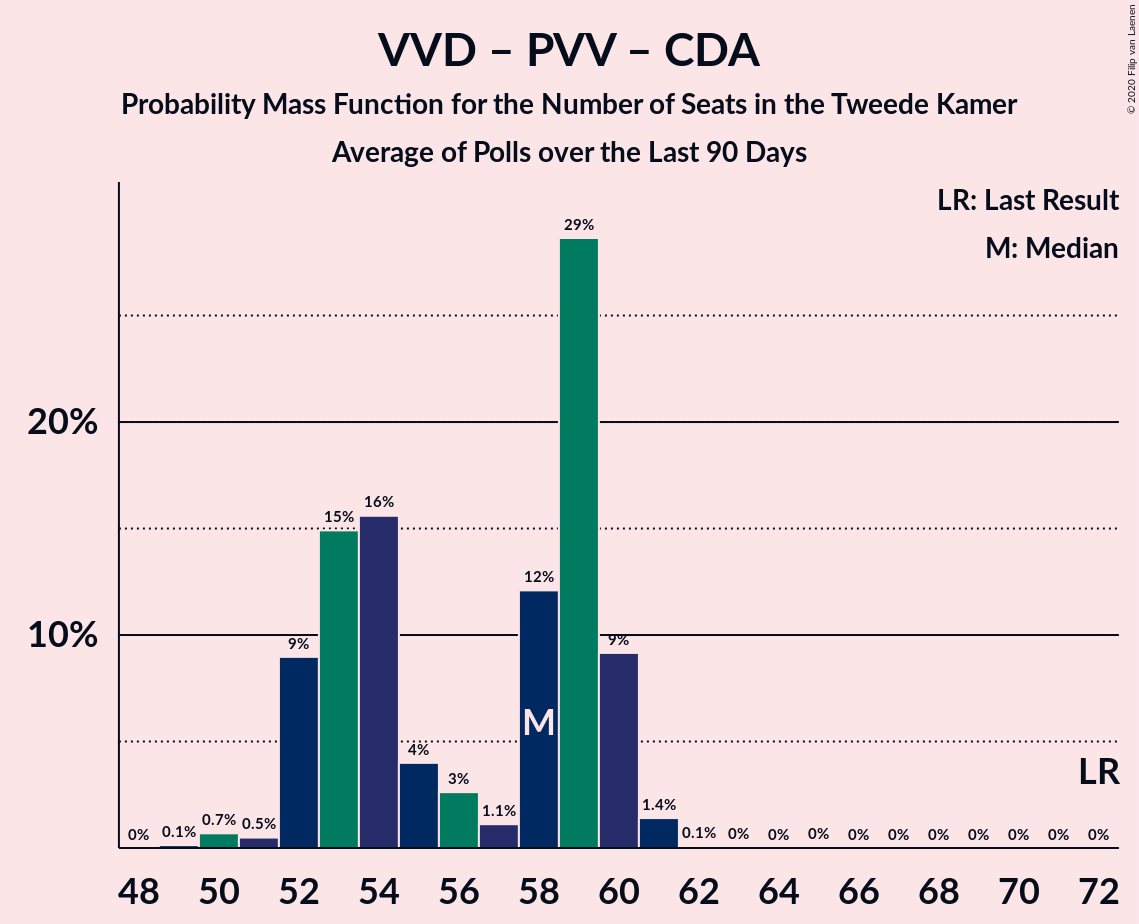 VVD – PVV – CDA
Probability Mass Function for the Number of Seats in the Tweede Kamer
Average of Polls over the Last 90 Days
© 2020 Filip van Laenen
LR: Last Result
M: Median
20%
10%
0% 0.1% 0.7% 0.5% 9% 15% 16% 4% 3% 1.1% 12% 29% 9% 1.4% 0.1% 0% 0% 0% 0% 0% 0% 0% 0% 0% 0%
M
LR
48 50 52 54 56 58 60 62 64 66 68 70 72